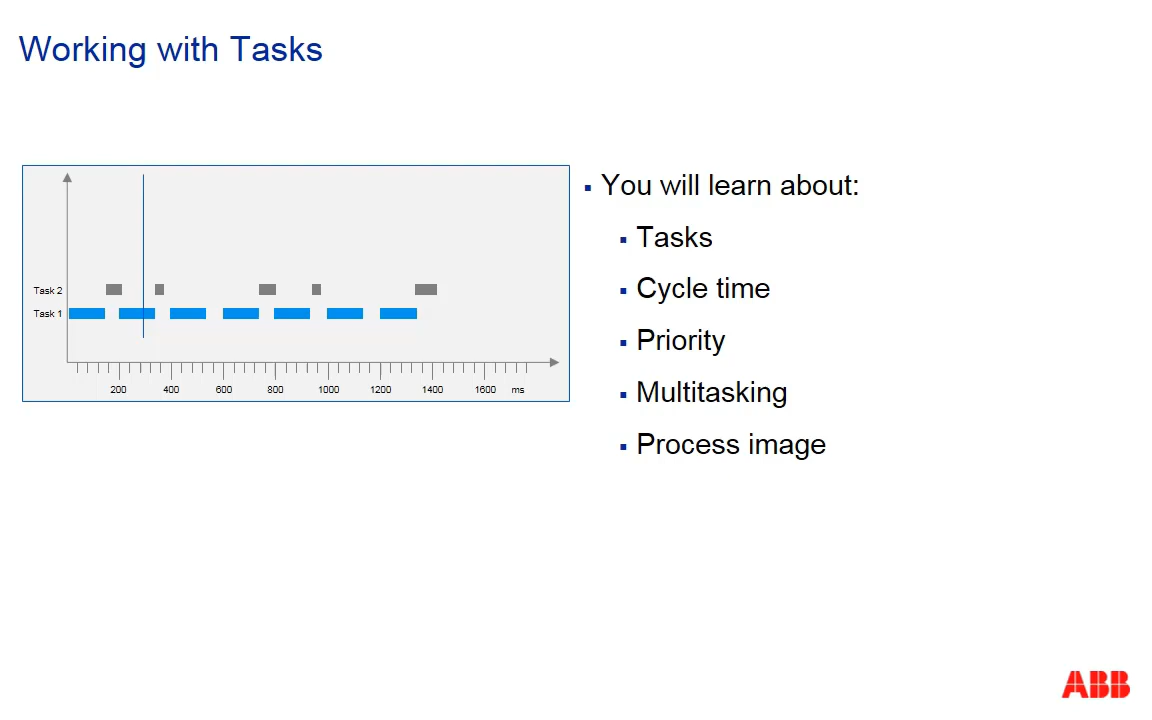 Working with Tasks
You will learn about:
Tasks
Cycle time
Priority
Multitasking
Process image
Task 2
Task 1
200 400 600 800 1000 1200 1400 1600 ms
ABB